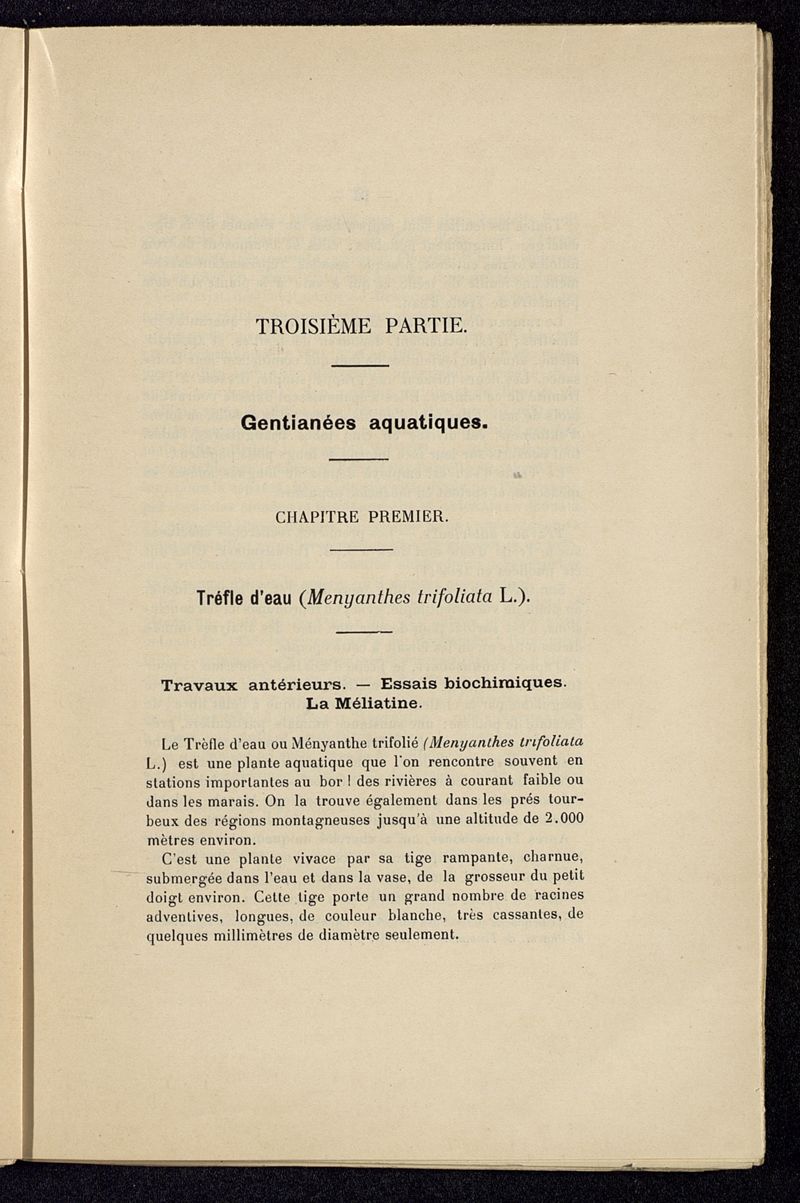 TROISIÈME PARTIE.
Gentianées aquatiques.
CHAPITRE PREMIER.
Tréfle d'eau (Menyanthes trifoliata L.).
Travaux antérieurs. — Essais biochimiques.
La Méliatine.
Le Trèfle d'eau ou Ményanthe trifolié (Menyanthes trifoliata
L.) est une plante aquatique que l'on rencontre souvent en
stations importantes au bor ! des rivières à courant faible ou
dans les marais. On la trouve également dans les prés tour-
beux des régions montagneuses jusqu'à une altitude de 2.000
mètres environ.
C'est une plante vivace par sa tige rampante, charnue,
submergée dans l'eau et dans la vase, de la grosseur du petit
doigt environ. Cette tige porte un grand nombre de racines
adventives, longues, de couleur blanche, très cassantes, de
quelques millimètres de diamètre seulement.